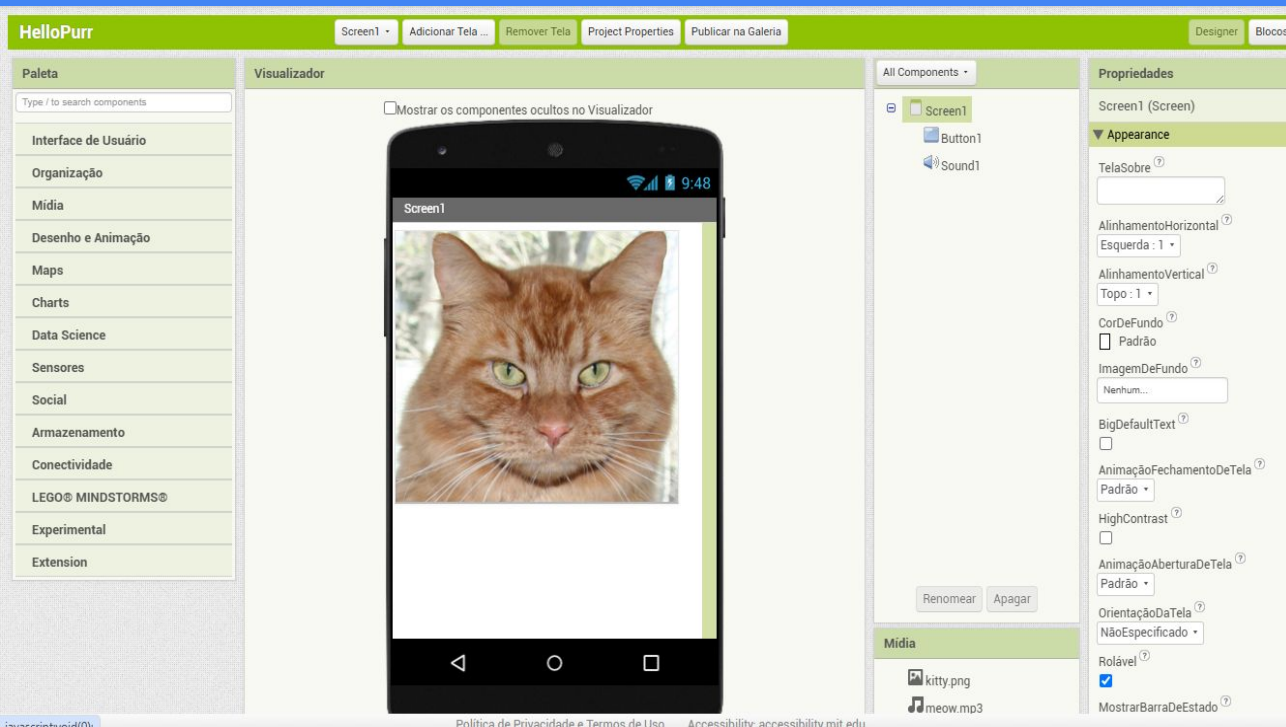 HelloPurr
Screen1
Adicionar Tela ...
Remover Tela
Project Properties
Publicar na Galeria
Designer
Blocos
Paleta
Type / to search components
Interface de Usuário
Organização
Mídia
Desenho e Animação
Maps
Charts
Data Science
Sensores
Social
Armazenamento
Conectividade
LEGO® MINDSTORMS®
Experimental
Extension
Visualizador
Mostrar os componentes ocultos no Visualizador
9:48
Screen1
All Components
Screen1
Button1
Sound1
Renomear
Apagar
Mídia
kitty.png
meow.mp3
Propriedades
Screen1 (Screen)
Appearance
TelaSobre ?
AlinhamentoHorizontal ?
Esquerda : 1
AlinhamentoVertical ?
Topo : 1
CorDeFundo ?
Padrão
ImagemDeFundo ?
Nenhum...
BigDefaultText ?
AnimaçãoFechamentoDeTela ?
Padrão
HighContrast ?
AnimaçãoAberturaDeTela ?
Padrão
OrientaçãoDaTela ?
NãoEspecificado
Rolável ?
MostrarBarraDeEstado ?
javascript:void(0);
Política de Privacidade e Termos de Uso
Accessibility: accessibility.mit.edu